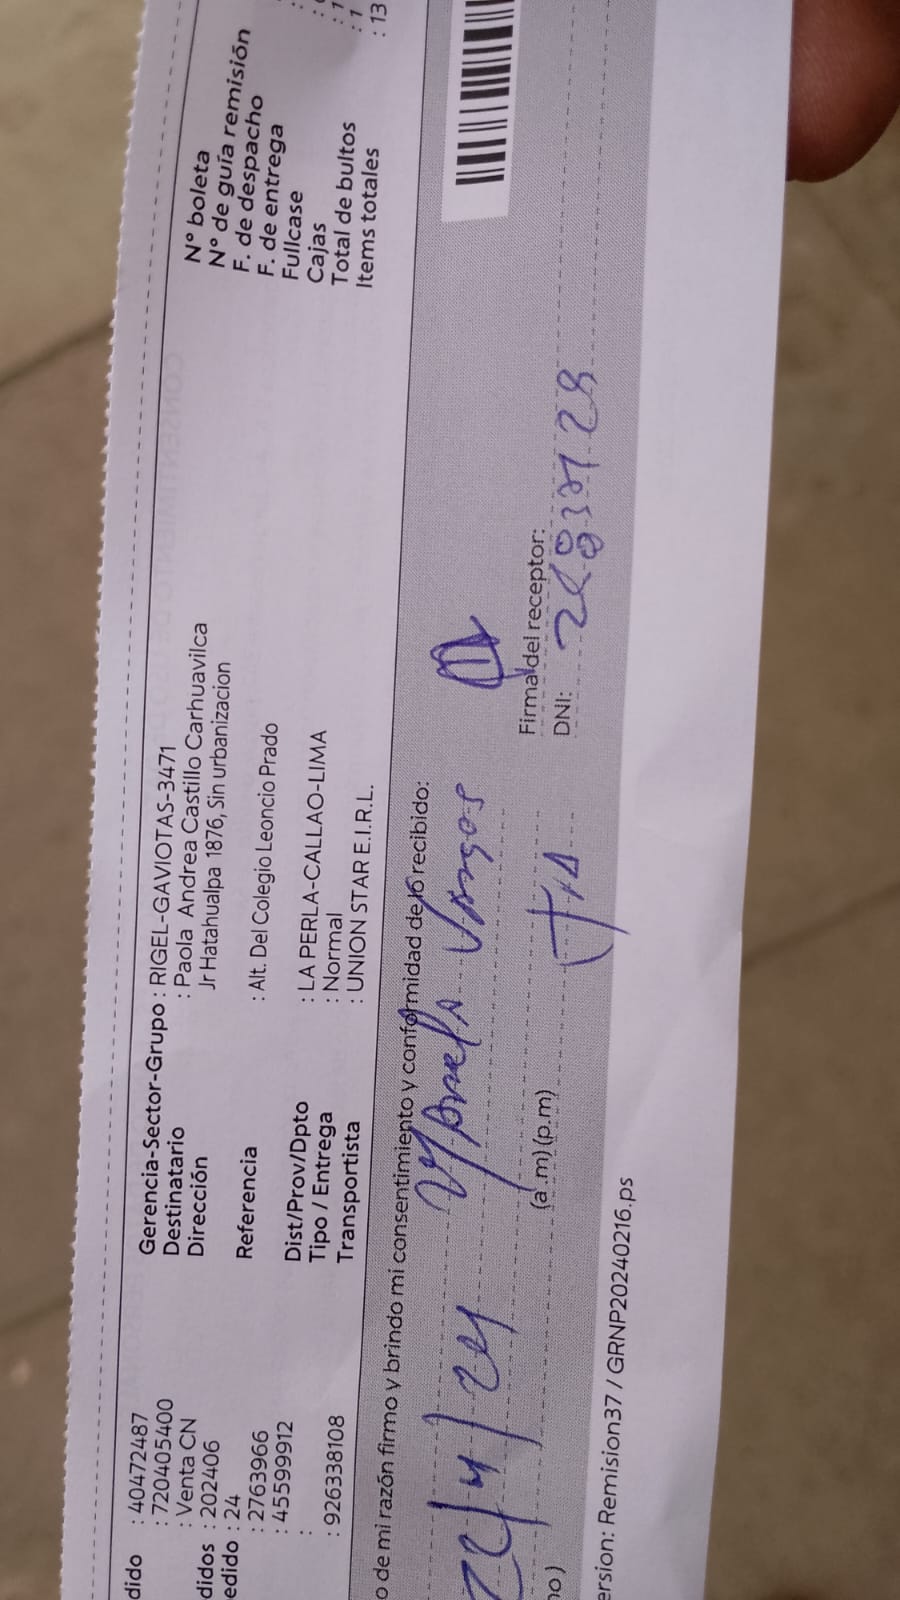 dido : 40472487
: 720405400
: Venta CN
didos : 202406
edido : 24
: 2763966
: 45599912
:
: 926338108
Gerencia-Sector-Grupo : RIGEL-GAVIOTAS-3471
Destinatario : Paola Andrea Castillo Carhuavilca
Dirección Jr Hatahualpa 1876, Sin urbanizacion
Referencia : Alt. Del Colegio Leoncio Prado
Dist/Prov/Dpto : LA PERLA-CALLAO-LIMA
Tipo / Entrega : Normal
Transportista : UNION STAR E.I.R.L.
N° boleta
N° de guía remisión
F. de despacho
F. de entrega
Fullcase
Cajas
Total de bultos : 1
Items totales : 13
o de mi razón firmo y brindo mi consentimiento y conformidad de lo recibido:
Vargas
(a.m)(p.m)
Firma del receptor:
DNI:
no)
ersion: Remision37 / GRNP20240216.ps